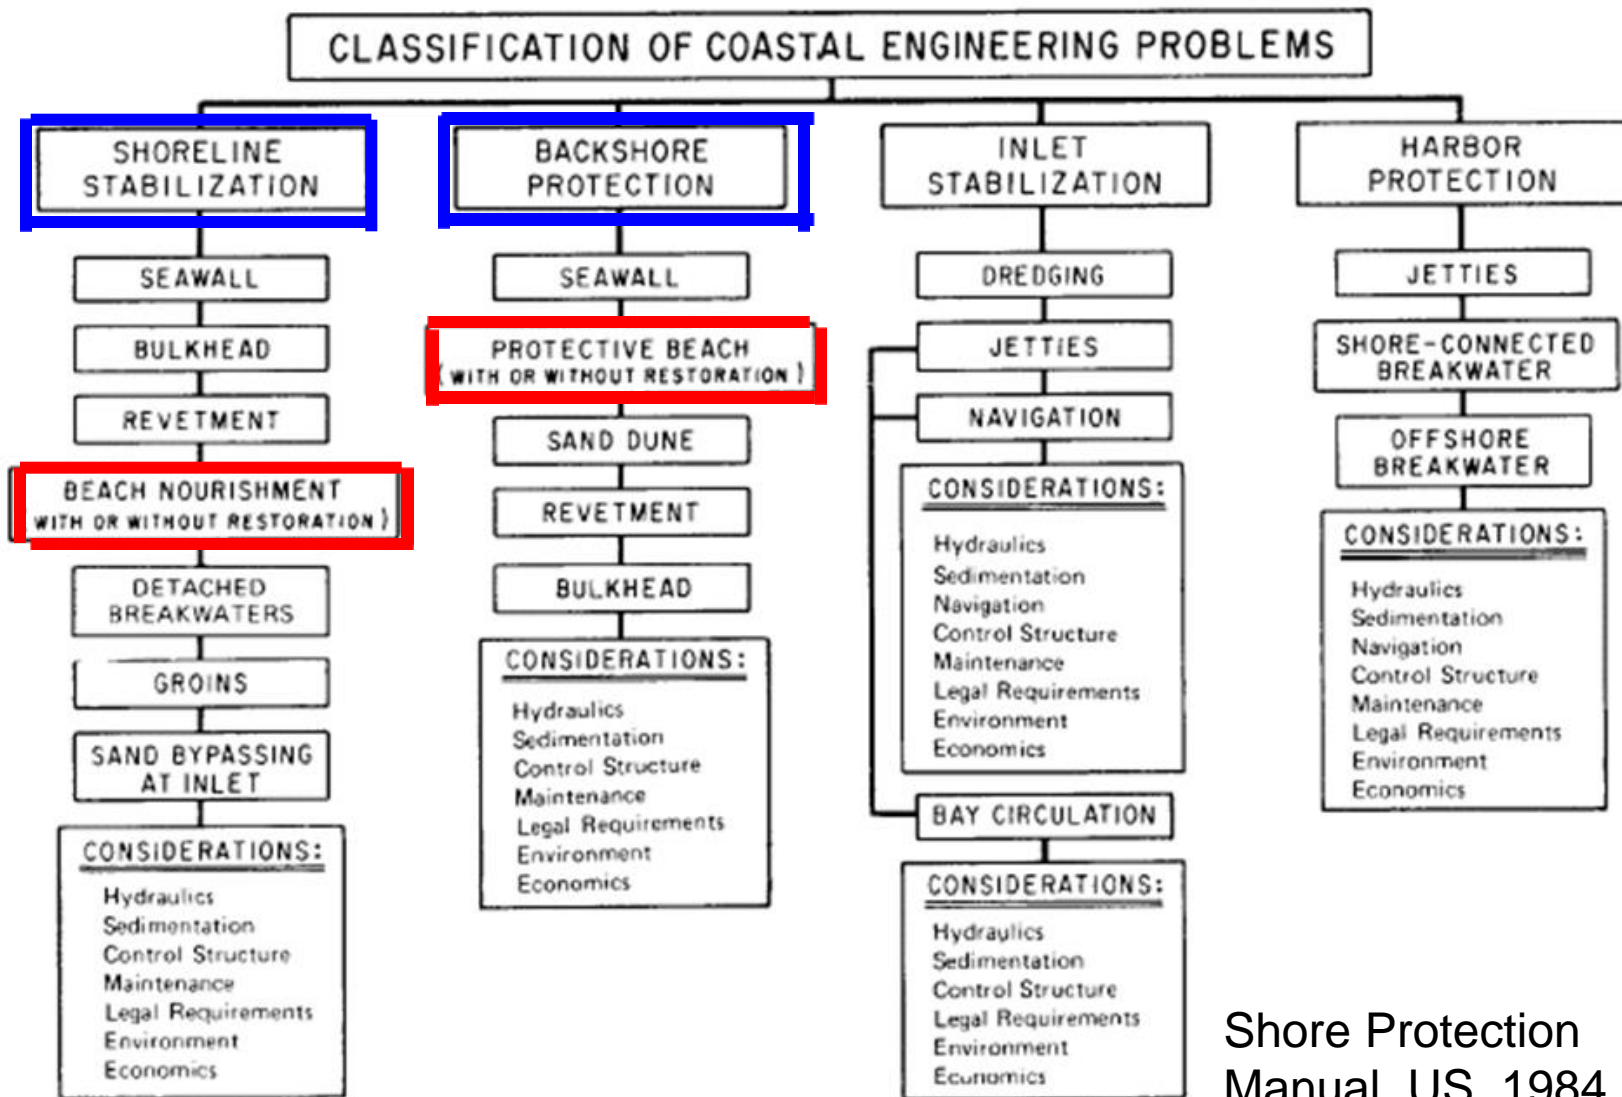 CLASSIFICATION OF COASTAL ENGINEERING PROBLEMS
SHORELINE
STABILIZATION
SEAWALL
BULKHEAD
REVETMENT
BEACH NOURISHMENT
(WITH OR WITHOUT RESTORATION)
DETACHED
BREAKWATERS
GROINS
SAND BYPASSING
AT INLET
CONSIDERATIONS:
Hydraulics
Sedimentation
Control Structure
Maintenance
Legal Requirements
Environment
Economics
BACKSHORE
PROTECTION
SEAWALL
PROTECTIVE BEACH
(WITH OR WITHOUT RESTORATION)
SAND DUNE
REVETMENT
BULKHEAD
CONSIDERATIONS:
Hydraulics
Sedimentation
Control Structure
Maintenance
Legal Requirements
Environment
Economics
INLET
STABILIZATION
DREDGING
JETTIES
NAVIGATION
CONSIDERATIONS:
Hydraulics
Sedimentation
Navigation
Control Structure
Maintenance
Legal Requirements
Environment
Economics
BAY CIRCULATION
CONSIDERATIONS:
Hydraulics
Sedimentation
Control Structure
Legal Requirements
Environment
Economics
HARBOR
PROTECTION
JETTIES
SHORE-CONNECTED
BREAKWATER
OFFSHORE
BREAKWATER
CONSIDERATIONS:
Hydraulics
Sedimentation
Navigation
Control Structure
Maintenance
Legal Requirements
Environment
Economics
Shore Protection
Manual, US, 1984